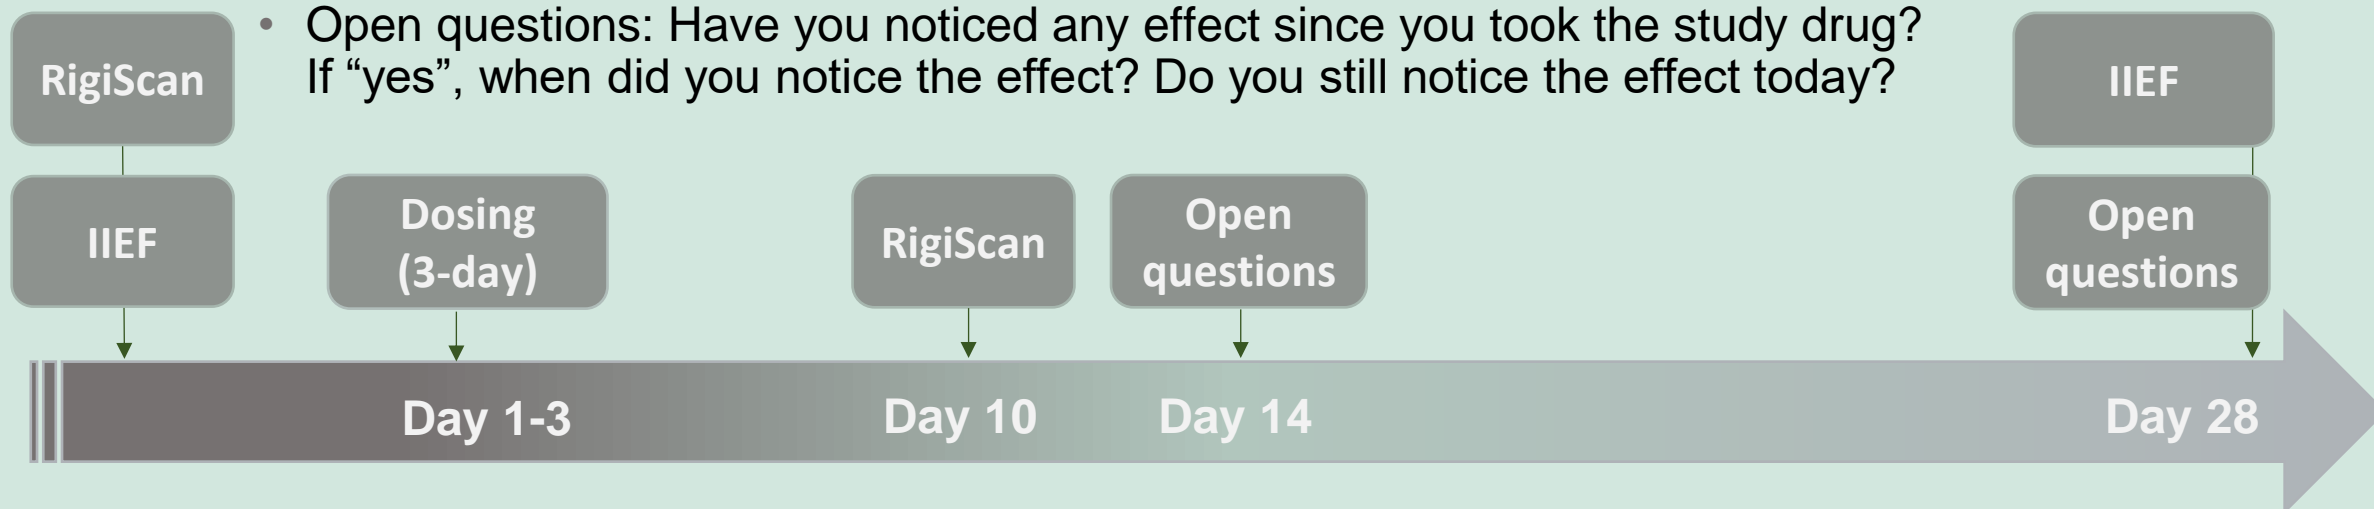 • Open questions: Have you noticed any effect since you took the study drug?
If “yes”, when did you notice the effect? Do you still notice the effect today?
RigiScan
IIEF
IIEF
Dosing
(3-day)
RigiScan
Open
questions
Open
questions
Day 1-3
Day 10
Day 14
Day 28